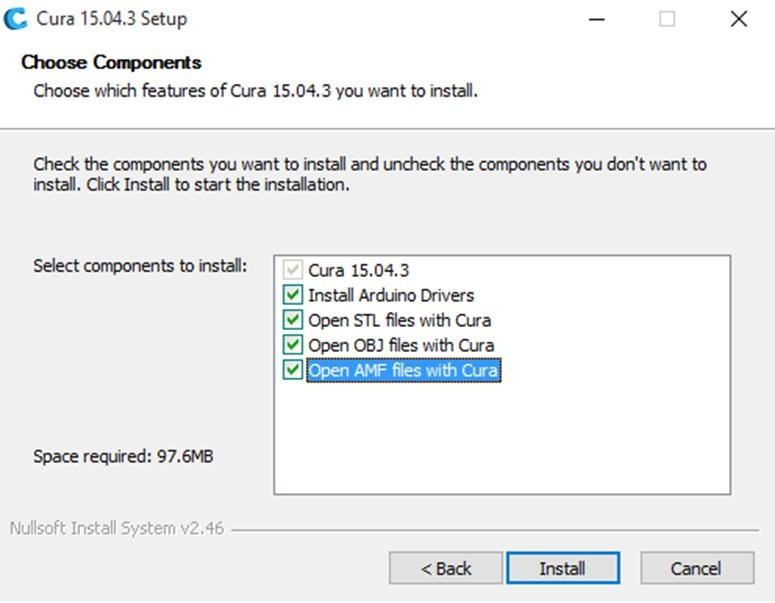 Cura 15.04.3 Setup
Choose Components
Choose which features of Cura 15.04.3 you want to install.
Check the components you want to install and uncheck the components you don't want to
install. Click Install to start the installation.
Select components to install:
Cura 15.04.3
Install Arduino Drivers
Open STL files with Cura
Open OBJ files with Cura
Open AMF files with Cura
Space required: 97.6MB
Nullsoft Install System v2.46
< Back
Install
Cancel